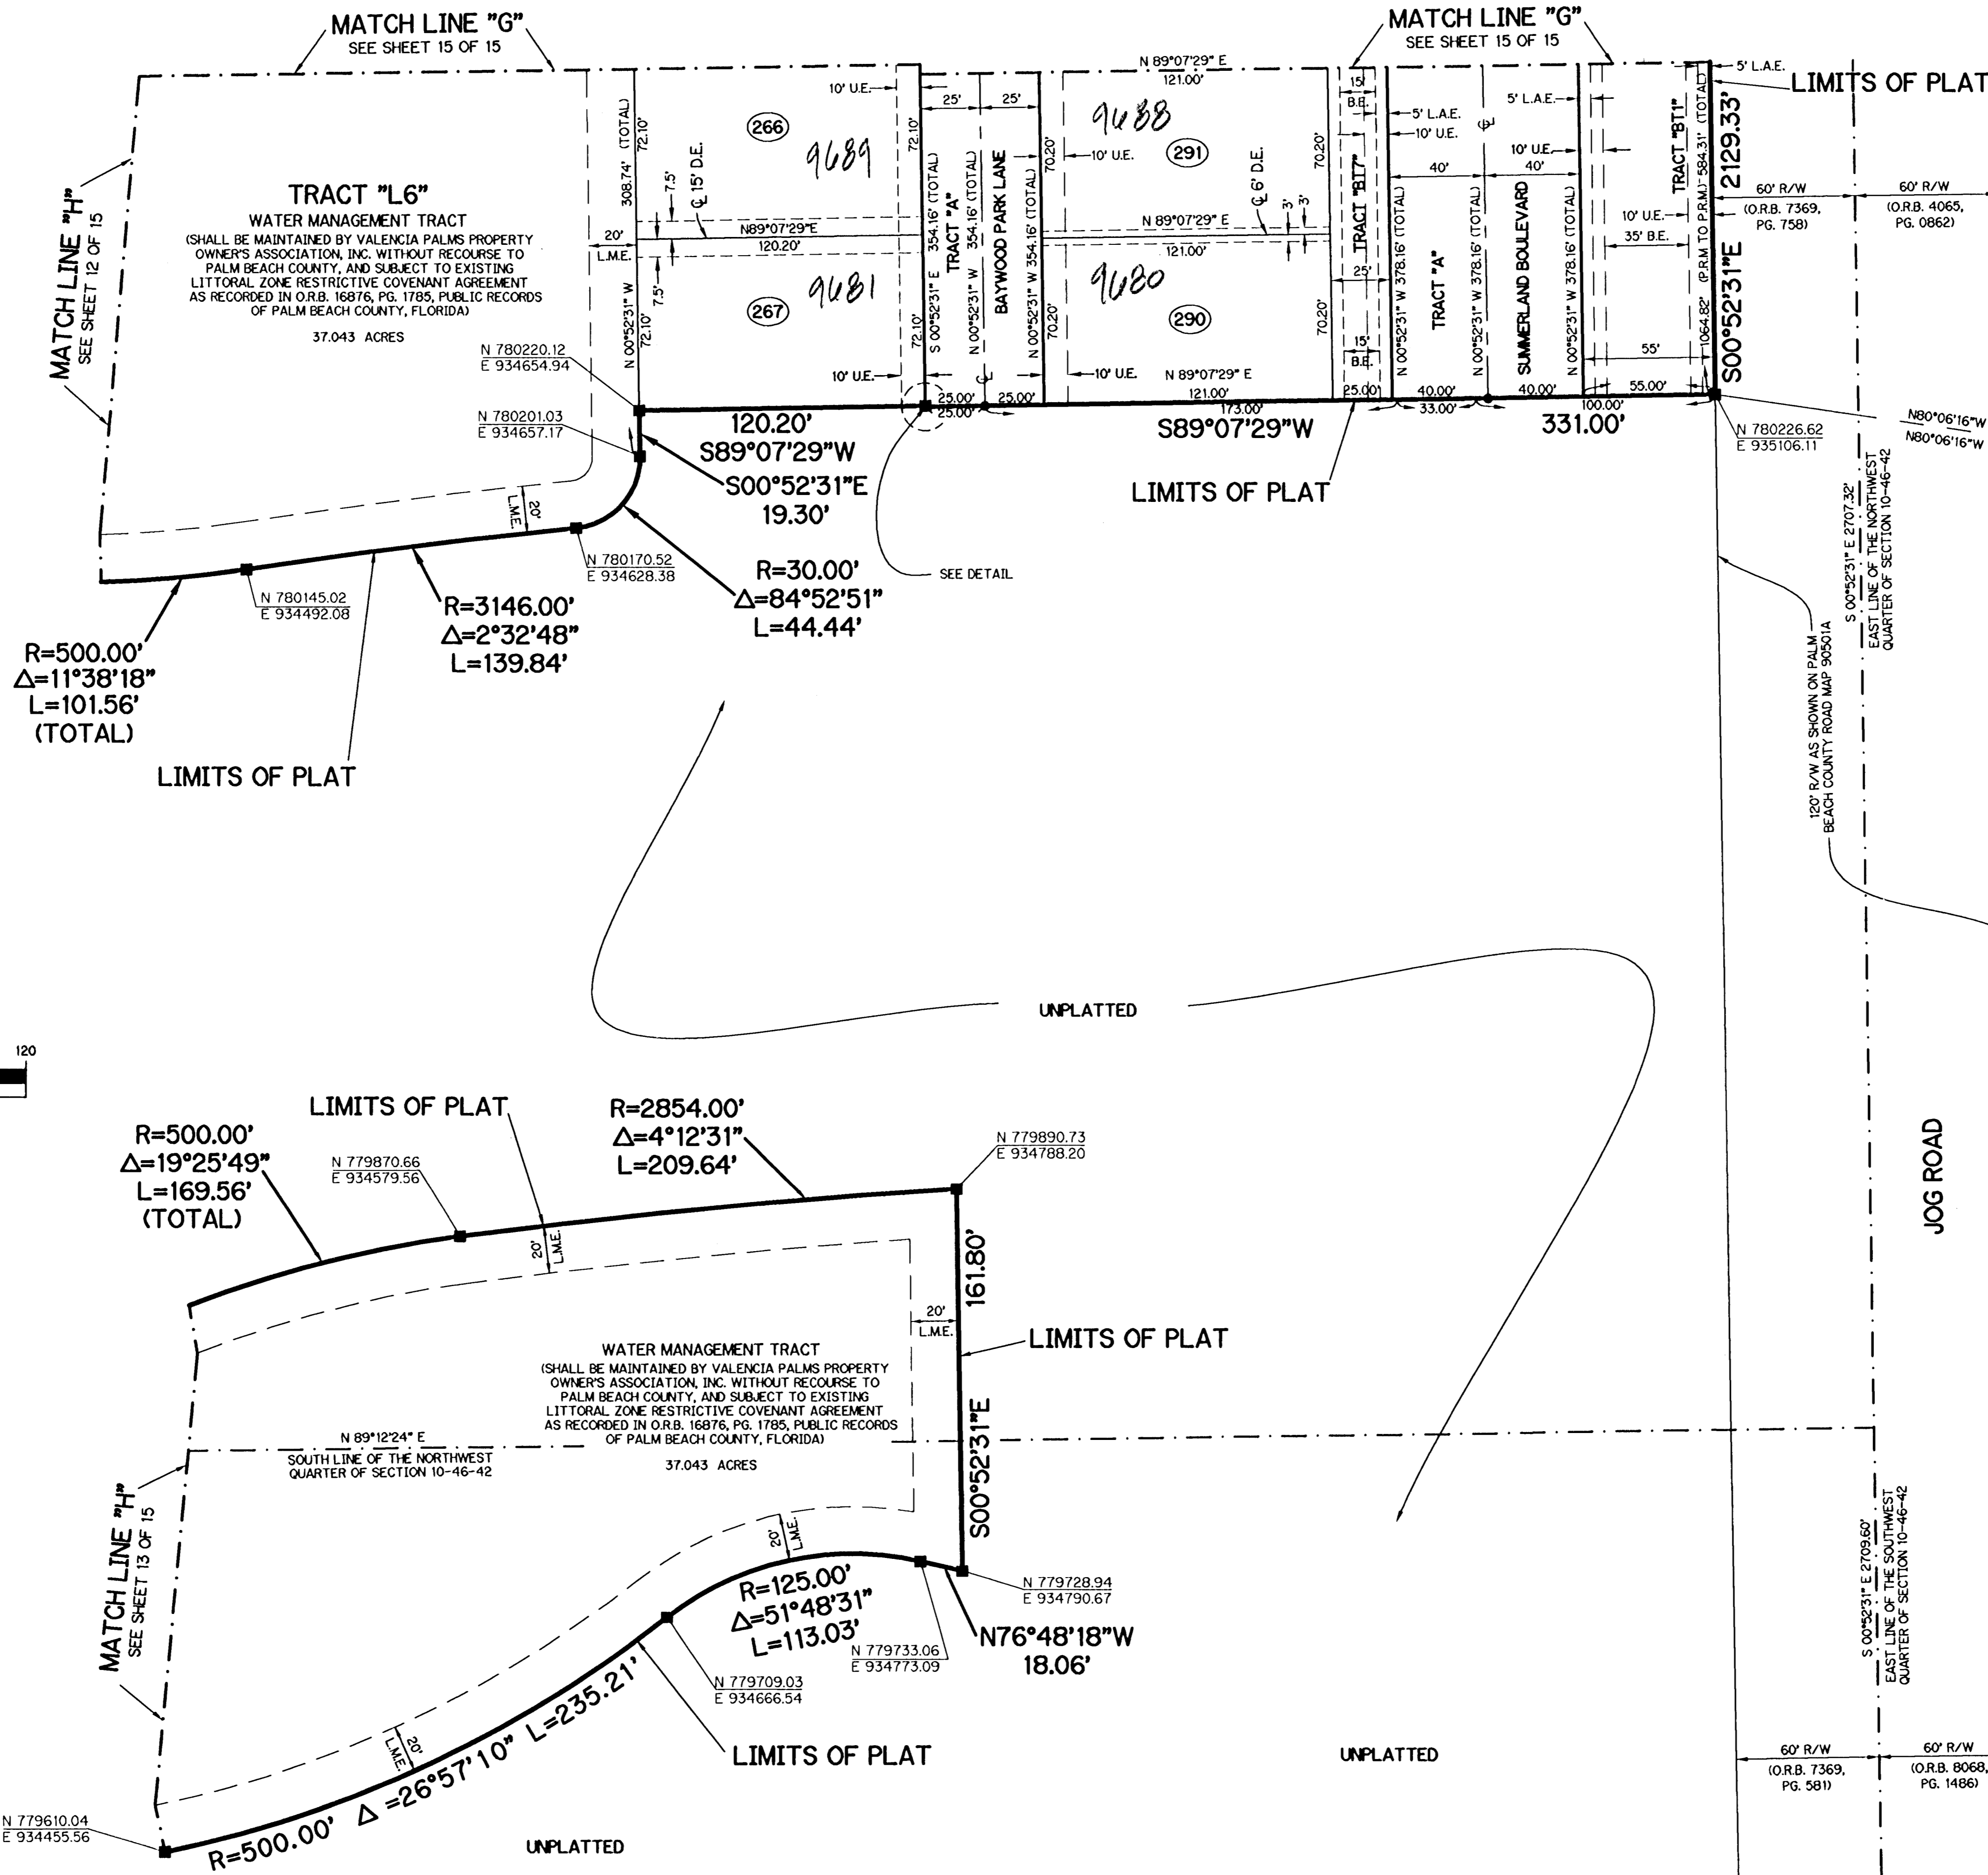 MATCH LINE "G"
SEE SHEET 15 OF 15
MATCH LINE "G"
SEE SHEET 15 OF 15
N 89°07'29" E
121.00'
5' L.A.E.
LIMITS OF PLAT
10' U.E.
25'
25'
15'
B.E.
5' L.A.E.
10' U.E.
5' L.A.E.
10' U.E.
40'
40'
MATCH LINE "H"
SEE SHEET 12 OF 15
TRACT "L6"
WATER MANAGEMENT TRACT
(SHALL BE MAINTAINED BY VALENCIA PALMS PROPERTY
OWNER'S ASSOCIATION, INC. WITHOUT RECOURSE TO
PALM BEACH COUNTY, AND SUBJECT TO EXISTING
LITTORAL ZONE RESTRICTIVE COVENANT AGREEMENT
AS RECORDED IN O.R.B. 16876, PG. 1785, PUBLIC RECORDS
OF PALM BEACH COUNTY, FLORIDA)
37.043 ACRES
308.74' (TOTAL)
N 00°52'31" W
72.10'
72.10'
20'
L.M.E.
7.5'
7.5'
℄ 15' D.E.
266
9689
N89°07'29"E
120.20'
267
9681
72.10'
72.10'
10' U.E.
S 00°52'31" E 354.16' (TOTAL)
TRACT "A"
N 00°52'31" W 354.16' (TOTAL)
℄
BAYWOOD PARK LANE
N 00°52'31" W 354.16' (TOTAL)
70.20'
70.20'
10' U.E.
9688
291
℄ 6' D.E.
3'
3'
N 89°07'29" E
121.00'
9680
290
10' U.E.
N 89°07'29" E
121.00'
70.20'
70.20'
TRACT "BT7"
25'
15'
B.E.
N 00°52'31" W 378.16' (TOTAL)
TRACT "A"
℄
N 00°52'31" W 378.16' (TOTAL)
SUMMERLAND BOULEVARD
N 00°52'31" W 378.16' (TOTAL)
10' U.E.
35' B.E.
55'
TRACT "BT1"
1064.82' (P.R.M TO P.R.M.) 584.31' (TOTAL)
S00°52'31"E 2129.33'
60' R/W
(O.R.B. 7369,
PG. 758)
60' R/W
(O.R.B. 4065,
PG. 0862)
N 780220.12
E 934654.94
N 780201.03
E 934657.17
25.00'
25.00'
25.00'
25.00'
40.00'
40.00'
55.00'
173.00'
33.00'
100.00'
120.20'
S89°07'29"W
S89°07'29"W
331.00'
N 780226.62
E 935106.11
N80°06'16"W
N80°06'16"W
S00°52'31"E
19.30'
LIMITS OF PLAT
20'
L.M.E.
N 780170.52
E 934628.38
SEE DETAIL
R=30.00'
Δ=84°52'51"
L=44.44'
N 780145.02
E 934492.08
R=3146.00'
Δ=2°32'48"
L=139.84'
R=500.00'
Δ=11°38'18"
L=101.56'
(TOTAL)
LIMITS OF PLAT
S 00°52'31" E 2707.32'
EAST LINE OF THE NORTHWEST
QUARTER OF SECTION 10-46-42
120' R/W AS SHOWN ON PALM
BEACH COUNTY ROAD MAP 90501A
UNPLATTED
120
JOG ROAD
LIMITS OF PLAT
R=500.00'
Δ=19°25'49"
L=169.56'
(TOTAL)
N 779870.66
E 934579.56
R=2854.00'
Δ=4°12'31"
L=209.64'
N 779890.73
E 934788.20
20'
L.M.E.
161.80'
S00°52'31"E
20'
L.M.E.
LIMITS OF PLAT
WATER MANAGEMENT TRACT
(SHALL BE MAINTAINED BY VALENCIA PALMS PROPERTY
OWNER'S ASSOCIATION, INC. WITHOUT RECOURSE TO
PALM BEACH COUNTY, AND SUBJECT TO EXISTING
LITTORAL ZONE RESTRICTIVE COVENANT AGREEMENT
AS RECORDED IN O.R.B. 16876, PG. 1785, PUBLIC RECORDS
OF PALM BEACH COUNTY, FLORIDA)
37.043 ACRES
N 89°12'24" E
SOUTH LINE OF THE NORTHWEST
QUARTER OF SECTION 10-46-42
MATCH LINE "H"
SEE SHEET 13 OF 15
20'
L.M.E.
R=125.00'
Δ=51°48'31"
L=113.03'
N 779728.94
E 934790.67
N76°48'18"W
18.06'
N 779733.06
E 934773.09
N 779709.03
E 934666.54
20'
L.M.E.
R=500.00' Δ=26°57'10" L=235.21'
LIMITS OF PLAT
N 779610.04
E 934455.56
UNPLATTED
UNPLATTED
S 00°52'31" E 2709.60'
EAST LINE OF THE SOUTHWEST
QUARTER OF SECTION 10-46-42
60' R/W
(O.R.B. 7369,
PG. 581)
60' R/W
(O.R.B. 8068,
PG. 1486)